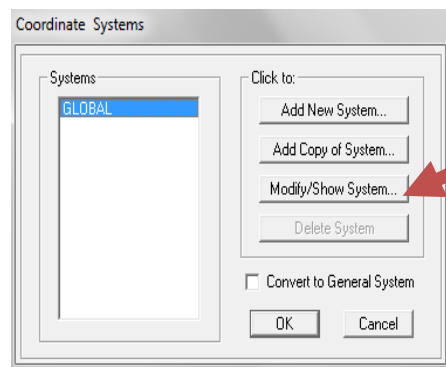 Coordinate Systems
Systems
GLOBAL
Click to:
Add New System...
Add Copy of System...
Modify/Show System...
Delete System
Convert to General System
OK
Cancel